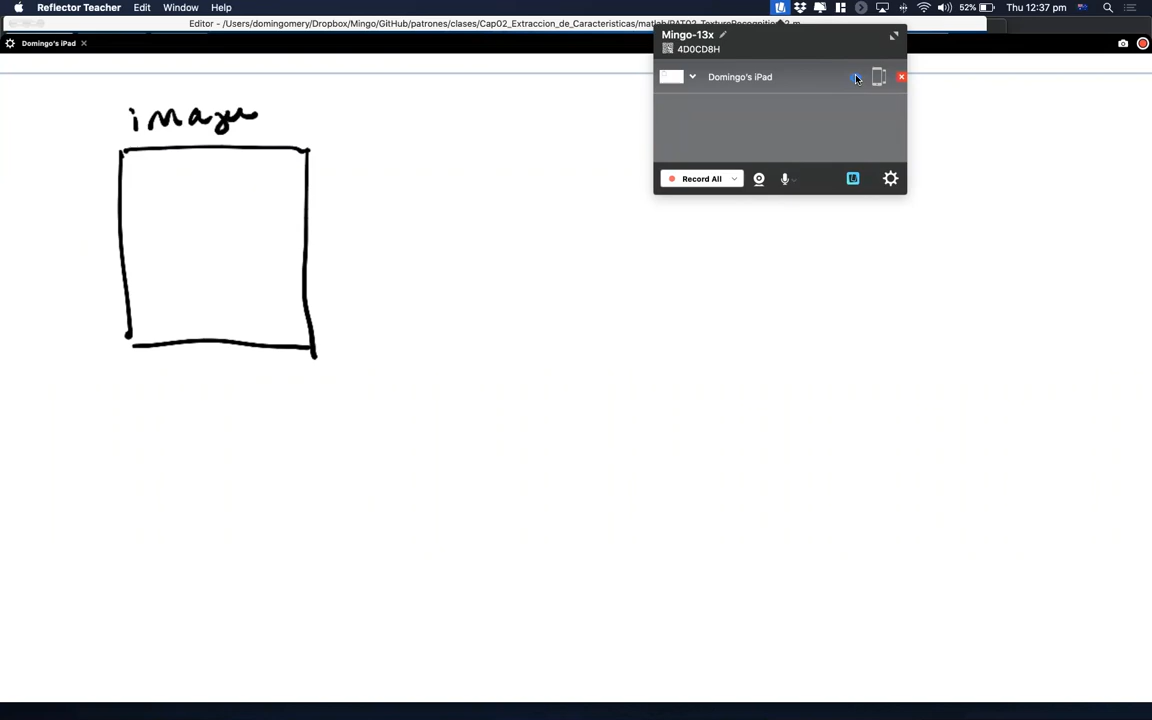 Reflector Teacher Edit Window Help 52% Thu 12:37 pm
Editor - /Users/domingomery/Dropbox/Mingo/GitHub/patrones/clases/Cap02_Extraccion_de_Caracteristicas/matlab/PAT02_TextureRecognition2.m
Domingo's iPad
Mingo-13x
4D0CD8H
Domingo's iPad
image
Record All